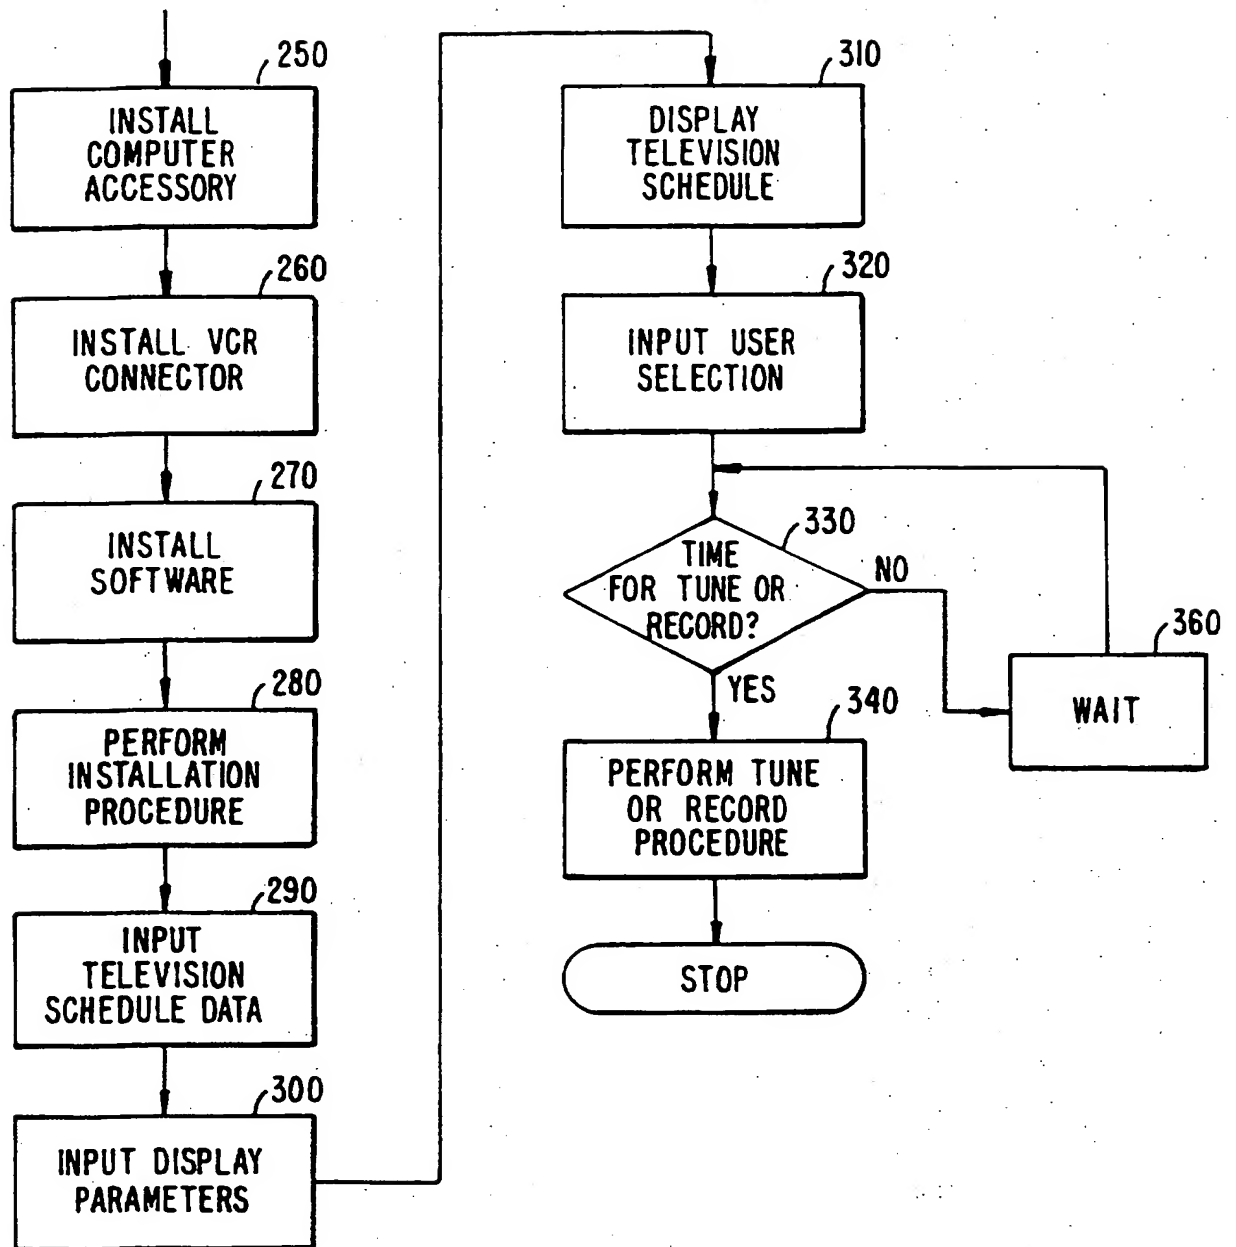 250
INSTALL
COMPUTER
ACCESSORY
260
INSTALL VCR
CONNECTOR
270
INSTALL
SOFTWARE
280
PERFORM
INSTALLATION
PROCEDURE
290
INPUT
TELEVISION
SCHEDULE DATA
300
INPUT DISPLAY
PARAMETERS
310
DISPLAY
TELEVISION
SCHEDULE
320
INPUT USER
SELECTION
330
TIME
FOR TUNE OR
RECORD?
NO
YES
360
WAIT
340
PERFORM TUNE
OR RECORD
PROCEDURE
STOP